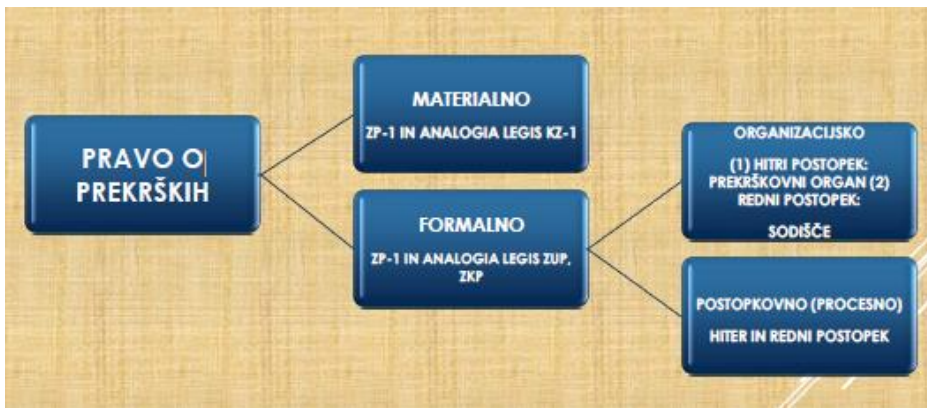 PRAVO O
PREKRŠKIH
MATERIALNO
ZP-1 IN ANALOGIA LEGIS KZ-1
FORMALNO
ZP-1 IN ANALOGIA LEGIS ZUP,
ZKP
ORGANIZACIJSKO
(1) HITRI POSTOPEK:
PREKRŠKOVNI ORGAN (2)
REDNI POSTOPEK:
SODIŠČE
POSTOPKOVNO (PROCESNO)
HITER IN REDNI POSTOPEK